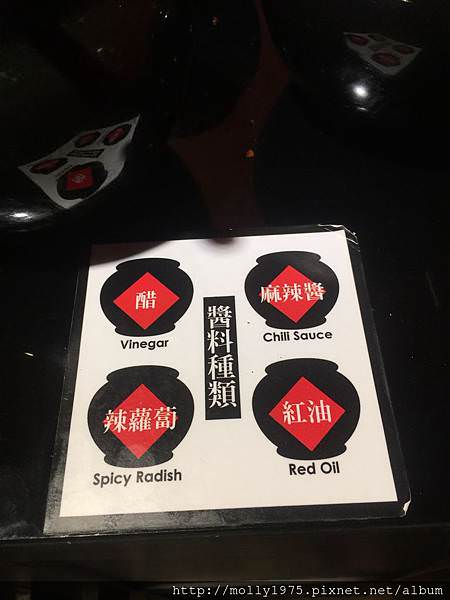 醋
Vinegar
麻辣醬
Chili Sauce
醬料種類
辣蘿蔔
Spicy Radish
紅油
Red Oil
http://molly1975.pixnet.net/album